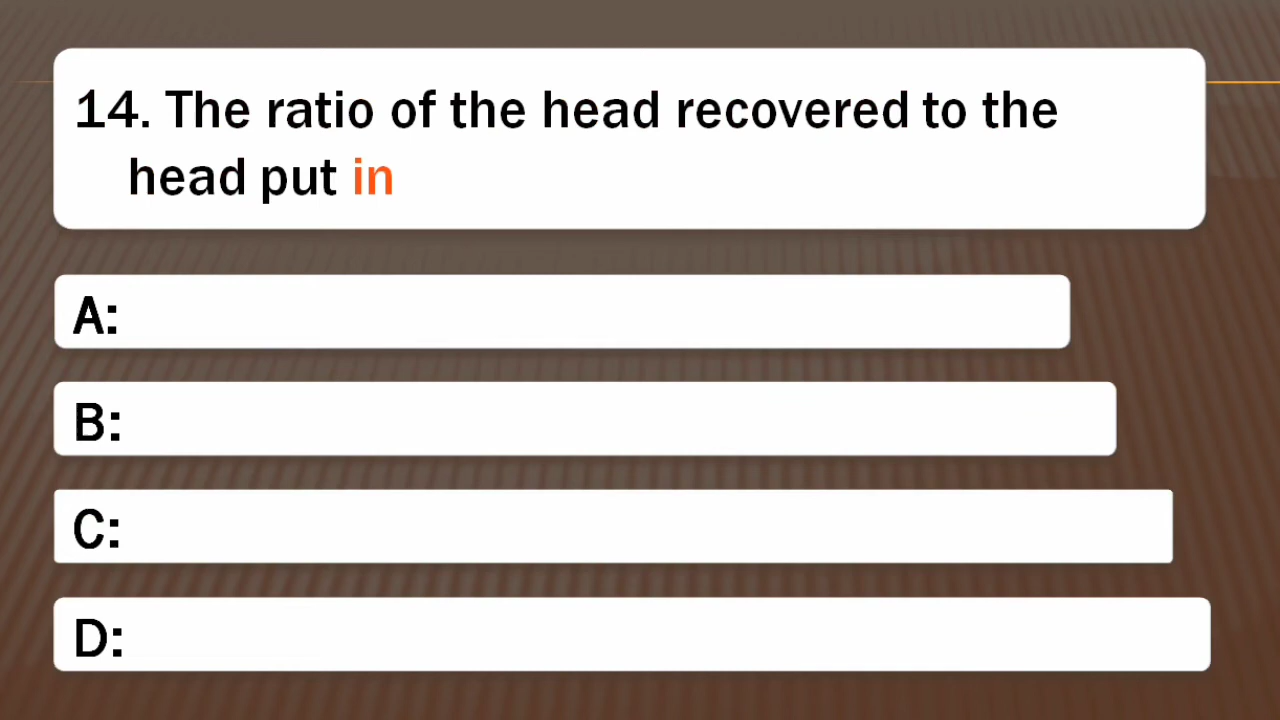 14. The ratio of the head recovered to the
head put in
A:
B:
C:
D: